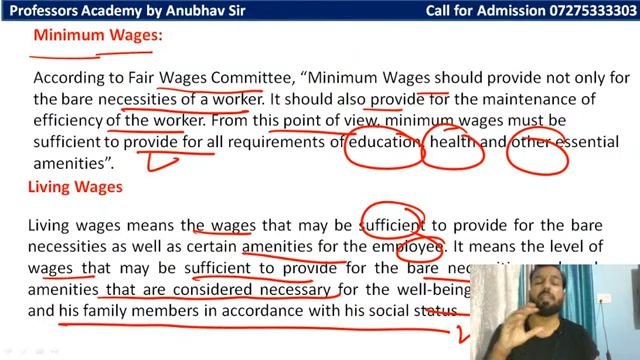 Professors Academy by Anubhav Sir
Call for Admission 07275333303
Minimum Wages:
According to Fair Wages Committee, "Minimum Wages should provide not only for
the bare necessities of a worker. It should also provide for the maintenance of
efficiency of the worker. From this point of view, minimum wages must be
sufficient to provide for all requirements of education, health and other essential
amenities".
Living Wages
Living wages means the wages that may be sufficient to provide for the bare
necessities as well as certain amenities for the employee. It means the level of
wages that may be sufficient to provide for the bare
amenities that are considered necessary for the well-being
and his family members in accordance with his social status.